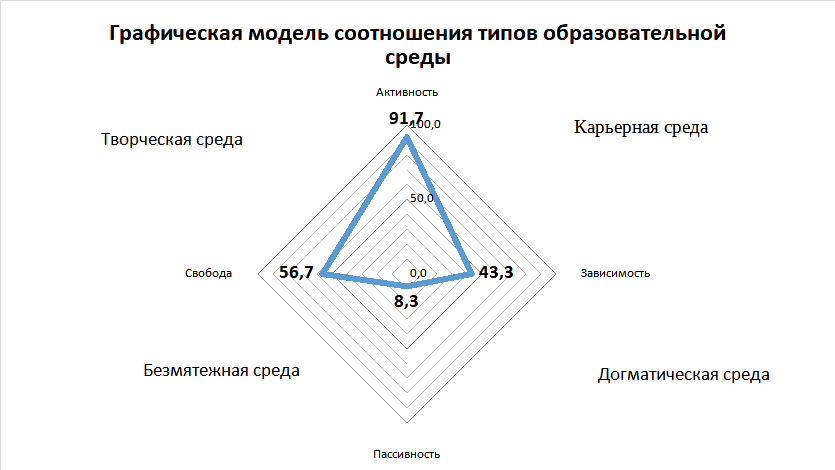 Графическая модель соотношения типов образовательной
среды
Активность
91,7
100,0
Творческая среда
Карьерная среда
50,0
Свобода
56,7
0,0
43,3
Зависимость
8,3
Безмятежная среда
Догматическая среда
Пассивность